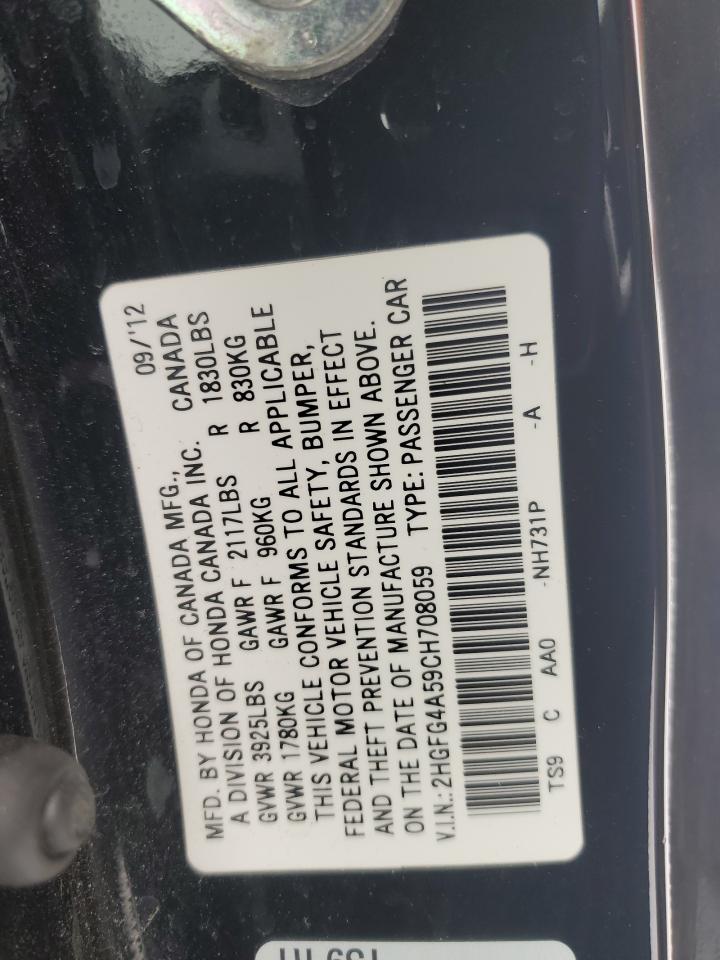 MFD. BY HONDA OF CANADA MFG., 09/'12
A DIVISION OF HONDA CANADA INC. CANADA
GVWR 3925LBS GAWR F 2117LBS R 1830LBS
GVWR 1780KG GAWR F 960KG R 830KG
THIS VEHICLE CONFORMS TO ALL APPLICABLE
FEDERAL MOTOR VEHICLE SAFETY, BUMPER,
AND THEFT PREVENTION STANDARDS IN EFFECT
ON THE DATE OF MANUFACTURE SHOWN ABOVE.
V.I.N.: 2HGFG4A59CH708059 TYPE: PASSENGER CAR
TS9 C AA0 -NH731P -A -H